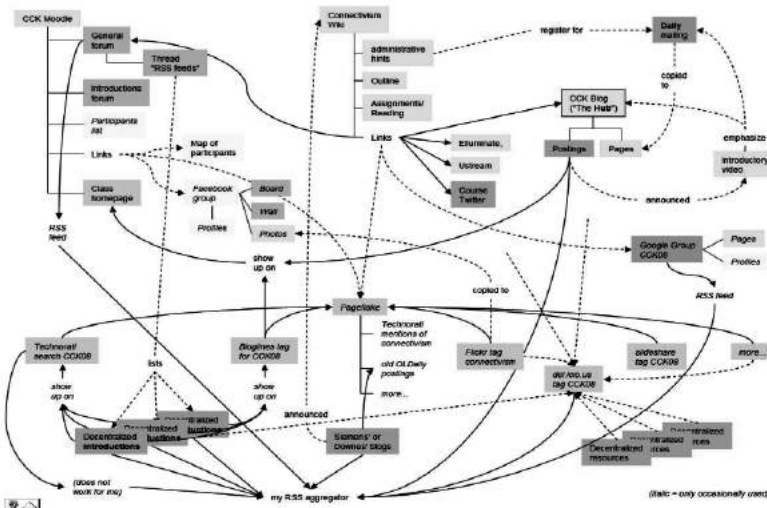 CCK Moodle
General
forum
Thread
"RSS feeds"
Introductions
forum
Participants
list
Links
Map of
participants
Class
homepage
Facebook
group
Profiles
Board
Wall
Photos
RSS
feed
Connectivism
Wiki
administrative
hints
Outline
Assignments/
Reading
Links
Elluminate,
Ustream
Course
Twitter
register for
Daily
mailing
copied
to
CCK Blog
("The Hub")
Postings
Pages
emphasize
Introductory
video
announced
Google Group
CCK08
Pages
Profiles
RSS feed
show
up on
Pageflake
Technorati
mentions of
connectivism
old OLDaily
postings
more...
copied to
Technorati
search CCK08
Bloglines tag
for CCK08
Flickr tag
connectivism
slideshare
tag CCK08
more...
del.icio.us
tag CCK08
show
up on
lists
show
up on
announced
Decentralized
Decentralized
Decentralized
introductions
Siemens' or
Downes' blogs
Decentralized
Decentralized
Decentralized
resources
(does not
work for me)
my RSS aggregator
(italic = only occasionally used)